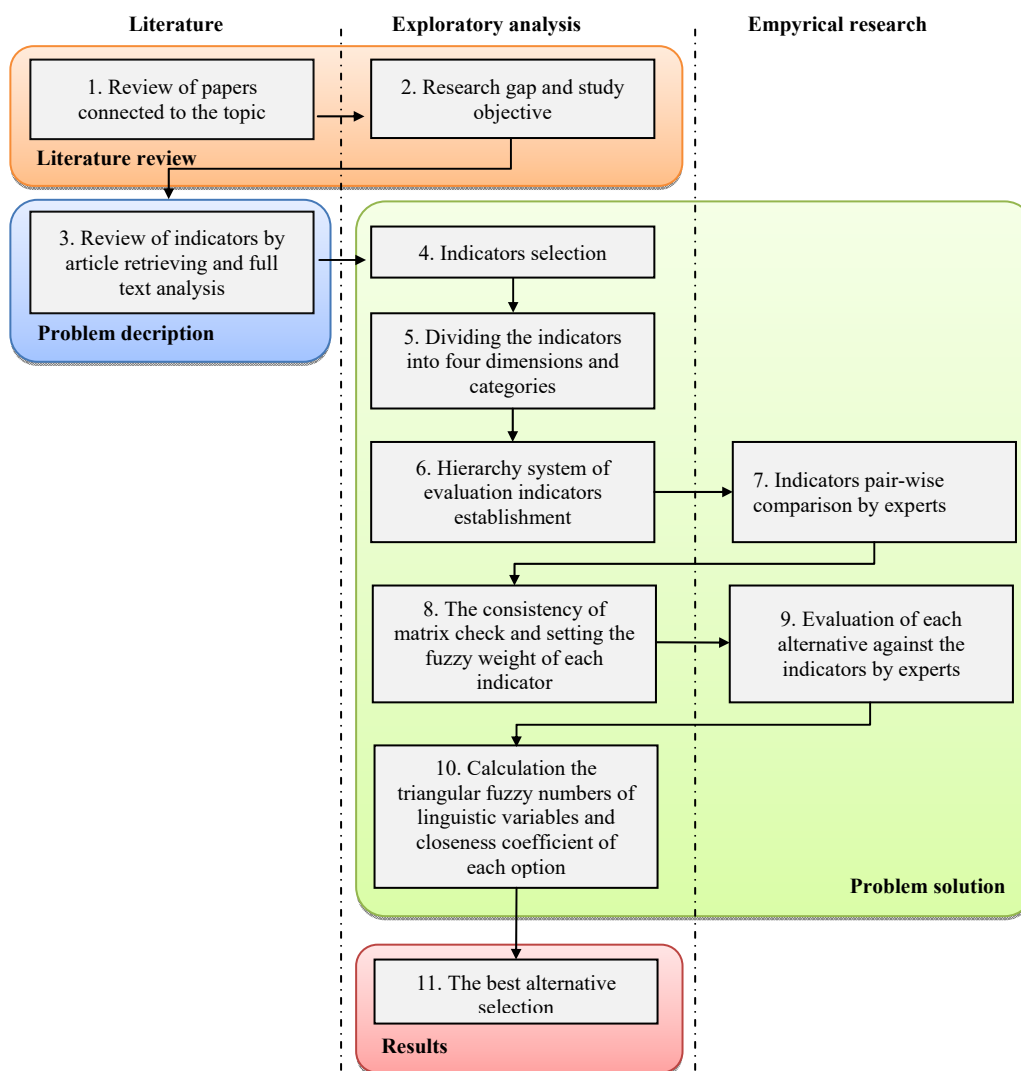 Literature
Exploratory analysis
Empyrical research
1. Review of papers
connected to the topic
2. Research gap and study
objective
Literature review
3. Review of indicators by
article retrieving and full
text analysis
Problem decription
4. Indicators selection
5. Dividing the indicators
into four dimensions and
categories
6. Hierarchy system of
evaluation indicators
establishment
7. Indicators pair-wise
comparison by experts
8. The consistency of
matrix check and setting the
fuzzy weight of each
indicator
9. Evaluation of each
alternative against the
indicators by experts
10. Calculation the
triangular fuzzy numbers of
linguistic variables and
closeness coefficient of
each option
Problem solution
11. The best alternative
selection
Results